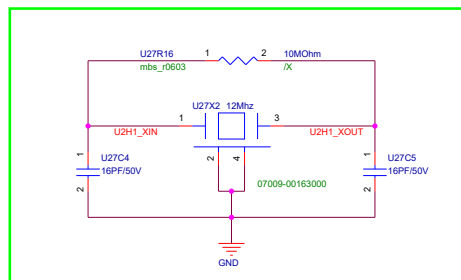 U27R16 1 2 10MOhm
mbs_r0603 /X
U27X2 12Mhz
1 3
U2H1_XIN U2H1_XOUT
1 1
U27C4 2 4 U27C5
16PF/50V 16PF/50V
2 07009-00163000 2
GND